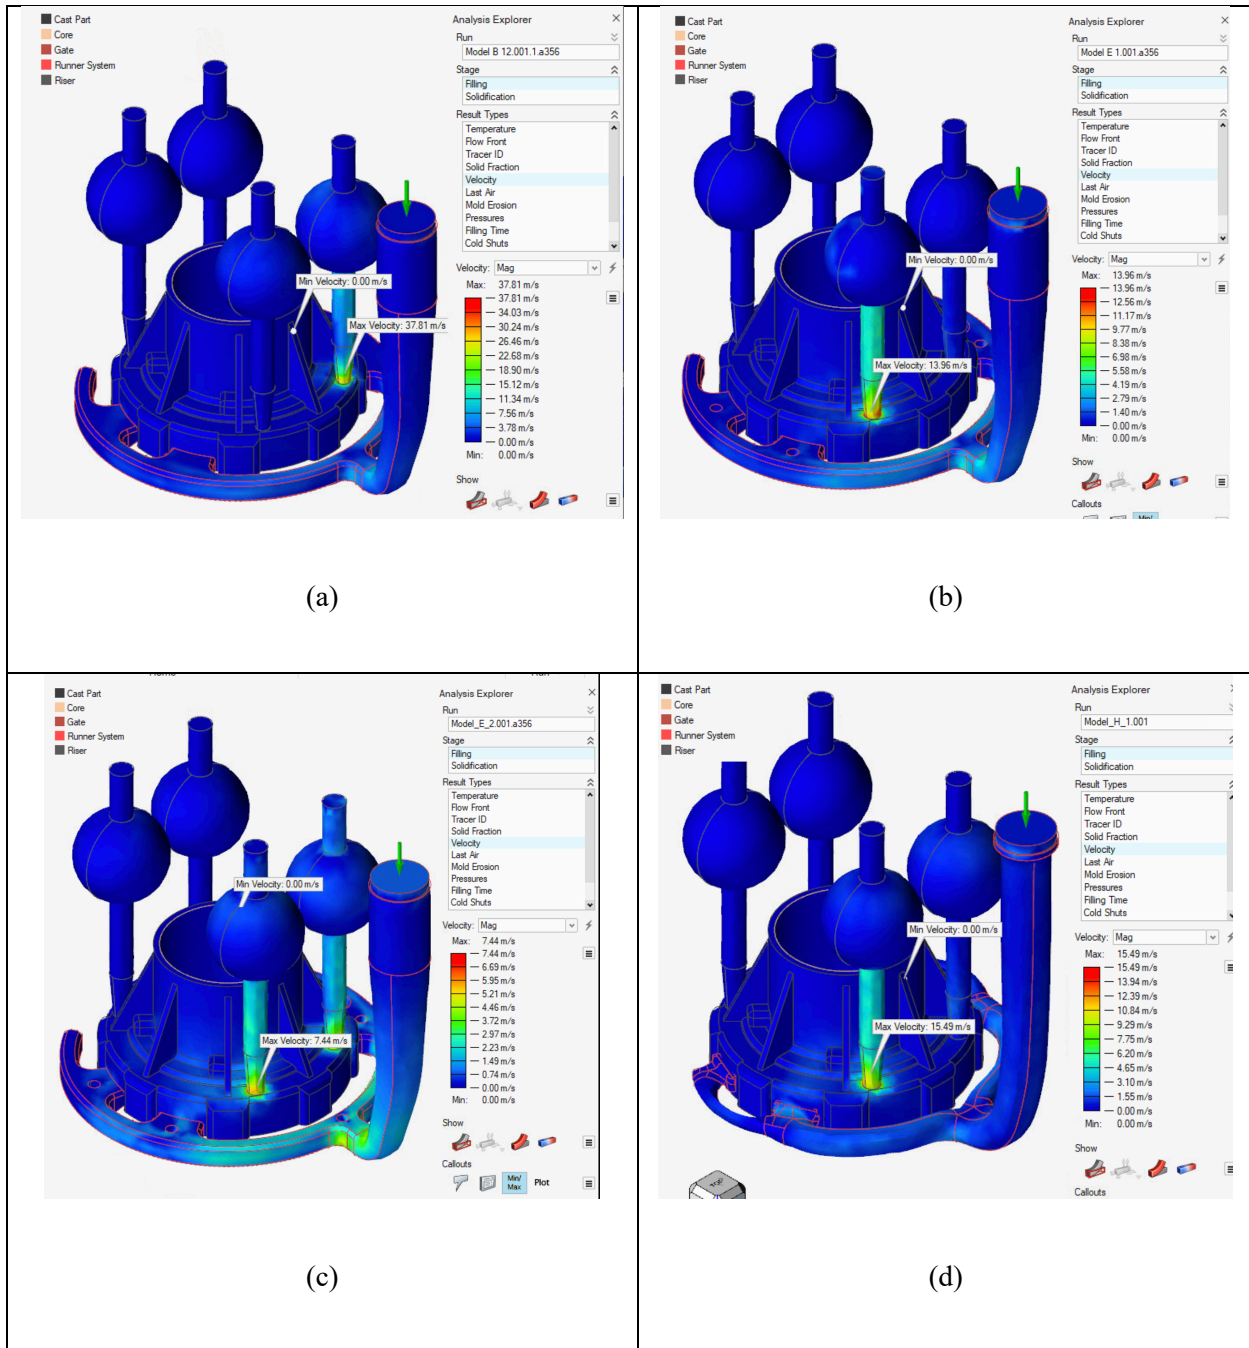 Cast Part
Core
Gate
Runner System
Riser
Analysis Explorer
Run
Model B 12.001.1.a356
Stage
Filling
Solidification
Result Types
Temperature
Flow Front
Tracer ID
Solid Fraction
Velocity
Last Air
Mold Erosion
Pressures
Filling Time
Cold Shuts
Velocity: Mag
Max: 37.81 m/s
37.81 m/s
34.03 m/s
30.24 m/s
26.46 m/s
22.68 m/s
18.90 m/s
15.12 m/s
11.34 m/s
7.56 m/s
3.78 m/s
0.00 m/s
Min: 0.00 m/s
Show
Min Velocity: 0.00 m/s
Max Velocity: 37.81 m/s
(a)
Cast Part
Core
Gate
Runner System
Riser
Analysis Explorer
Run
Model E 1.001.a356
Stage
Filling
Solidification
Result Types
Temperature
Flow Front
Tracer ID
Solid Fraction
Velocity
Last Air
Mold Erosion
Pressures
Filling Time
Cold Shuts
Velocity: Mag
Max: 13.96 m/s
13.96 m/s
12.56 m/s
11.17 m/s
9.77 m/s
8.38 m/s
6.98 m/s
5.58 m/s
4.19 m/s
2.79 m/s
1.40 m/s
0.00 m/s
Min: 0.00 m/s
Show
Callouts
Min Velocity: 0.00 m/s
Max Velocity: 13.96 m/s
(b)
Cast Part
Core
Gate
Runner System
Riser
Analysis Explorer
Run
Model_E_2.001.a356
Stage
Filling
Solidification
Result Types
Temperature
Flow Front
Tracer ID
Solid Fraction
Velocity
Last Air
Mold Erosion
Pressures
Filling Time
Cold Shuts
Velocity: Mag
Max: 7.44 m/s
7.44 m/s
6.69 m/s
5.95 m/s
5.21 m/s
4.46 m/s
3.72 m/s
2.97 m/s
2.23 m/s
1.49 m/s
0.74 m/s
0.00 m/s
Min: 0.00 m/s
Show
Callouts
Min/
Max
Plot
Min Velocity: 0.00 m/s
Max Velocity: 7.44 m/s
(c)
Cast Part
Core
Gate
Runner System
Riser
Analysis Explorer
Run
Model_H_1.001
Stage
Filling
Solidification
Result Types
Temperature
Flow Front
Tracer ID
Solid Fraction
Velocity
Last Air
Mold Erosion
Pressures
Filling Time
Cold Shuts
Velocity: Mag
Max: 15.49 m/s
15.49 m/s
13.94 m/s
12.39 m/s
10.84 m/s
9.29 m/s
7.75 m/s
6.20 m/s
4.65 m/s
3.10 m/s
1.55 m/s
0.00 m/s
Min: 0.00 m/s
Show
Callouts
Min Velocity: 0.00 m/s
Max Velocity: 15.49 m/s
TOP
(d)